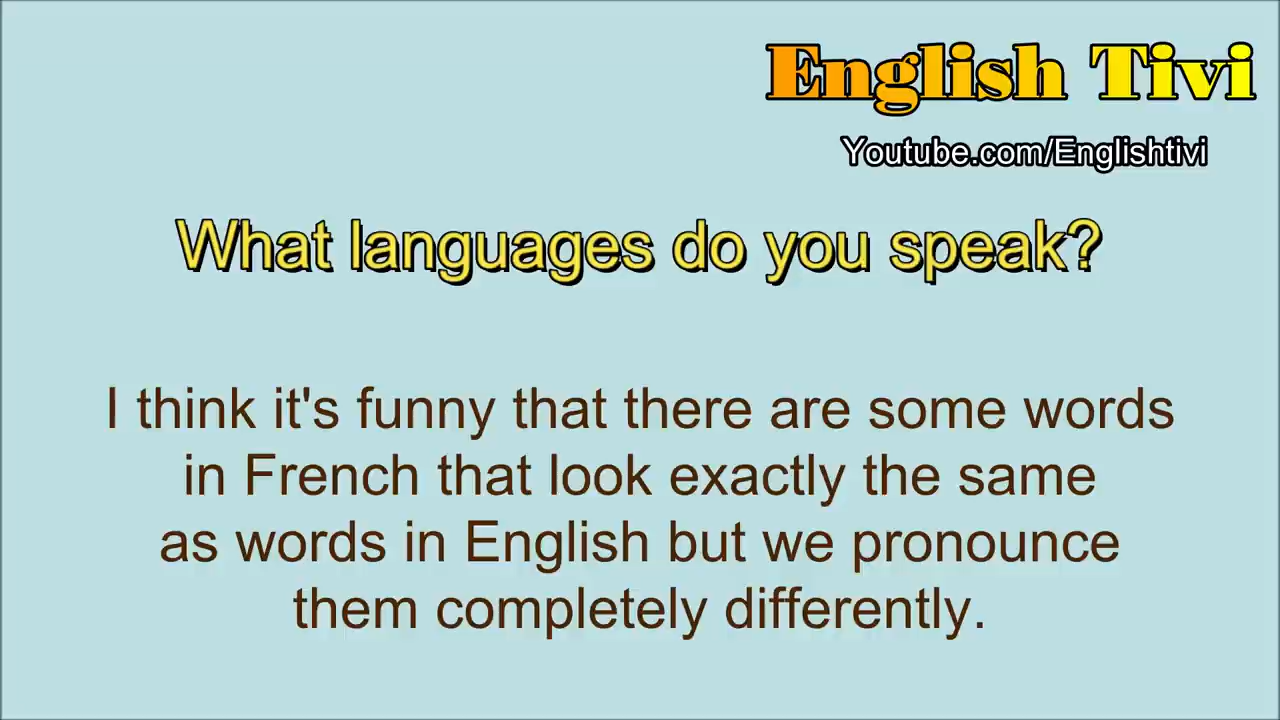 English Tivi
Youtube.com/Englishtivi
What languages do you speak?
I think it's funny that there are some words
in French that look exactly the same
as words in English but we pronounce
them completely differently.